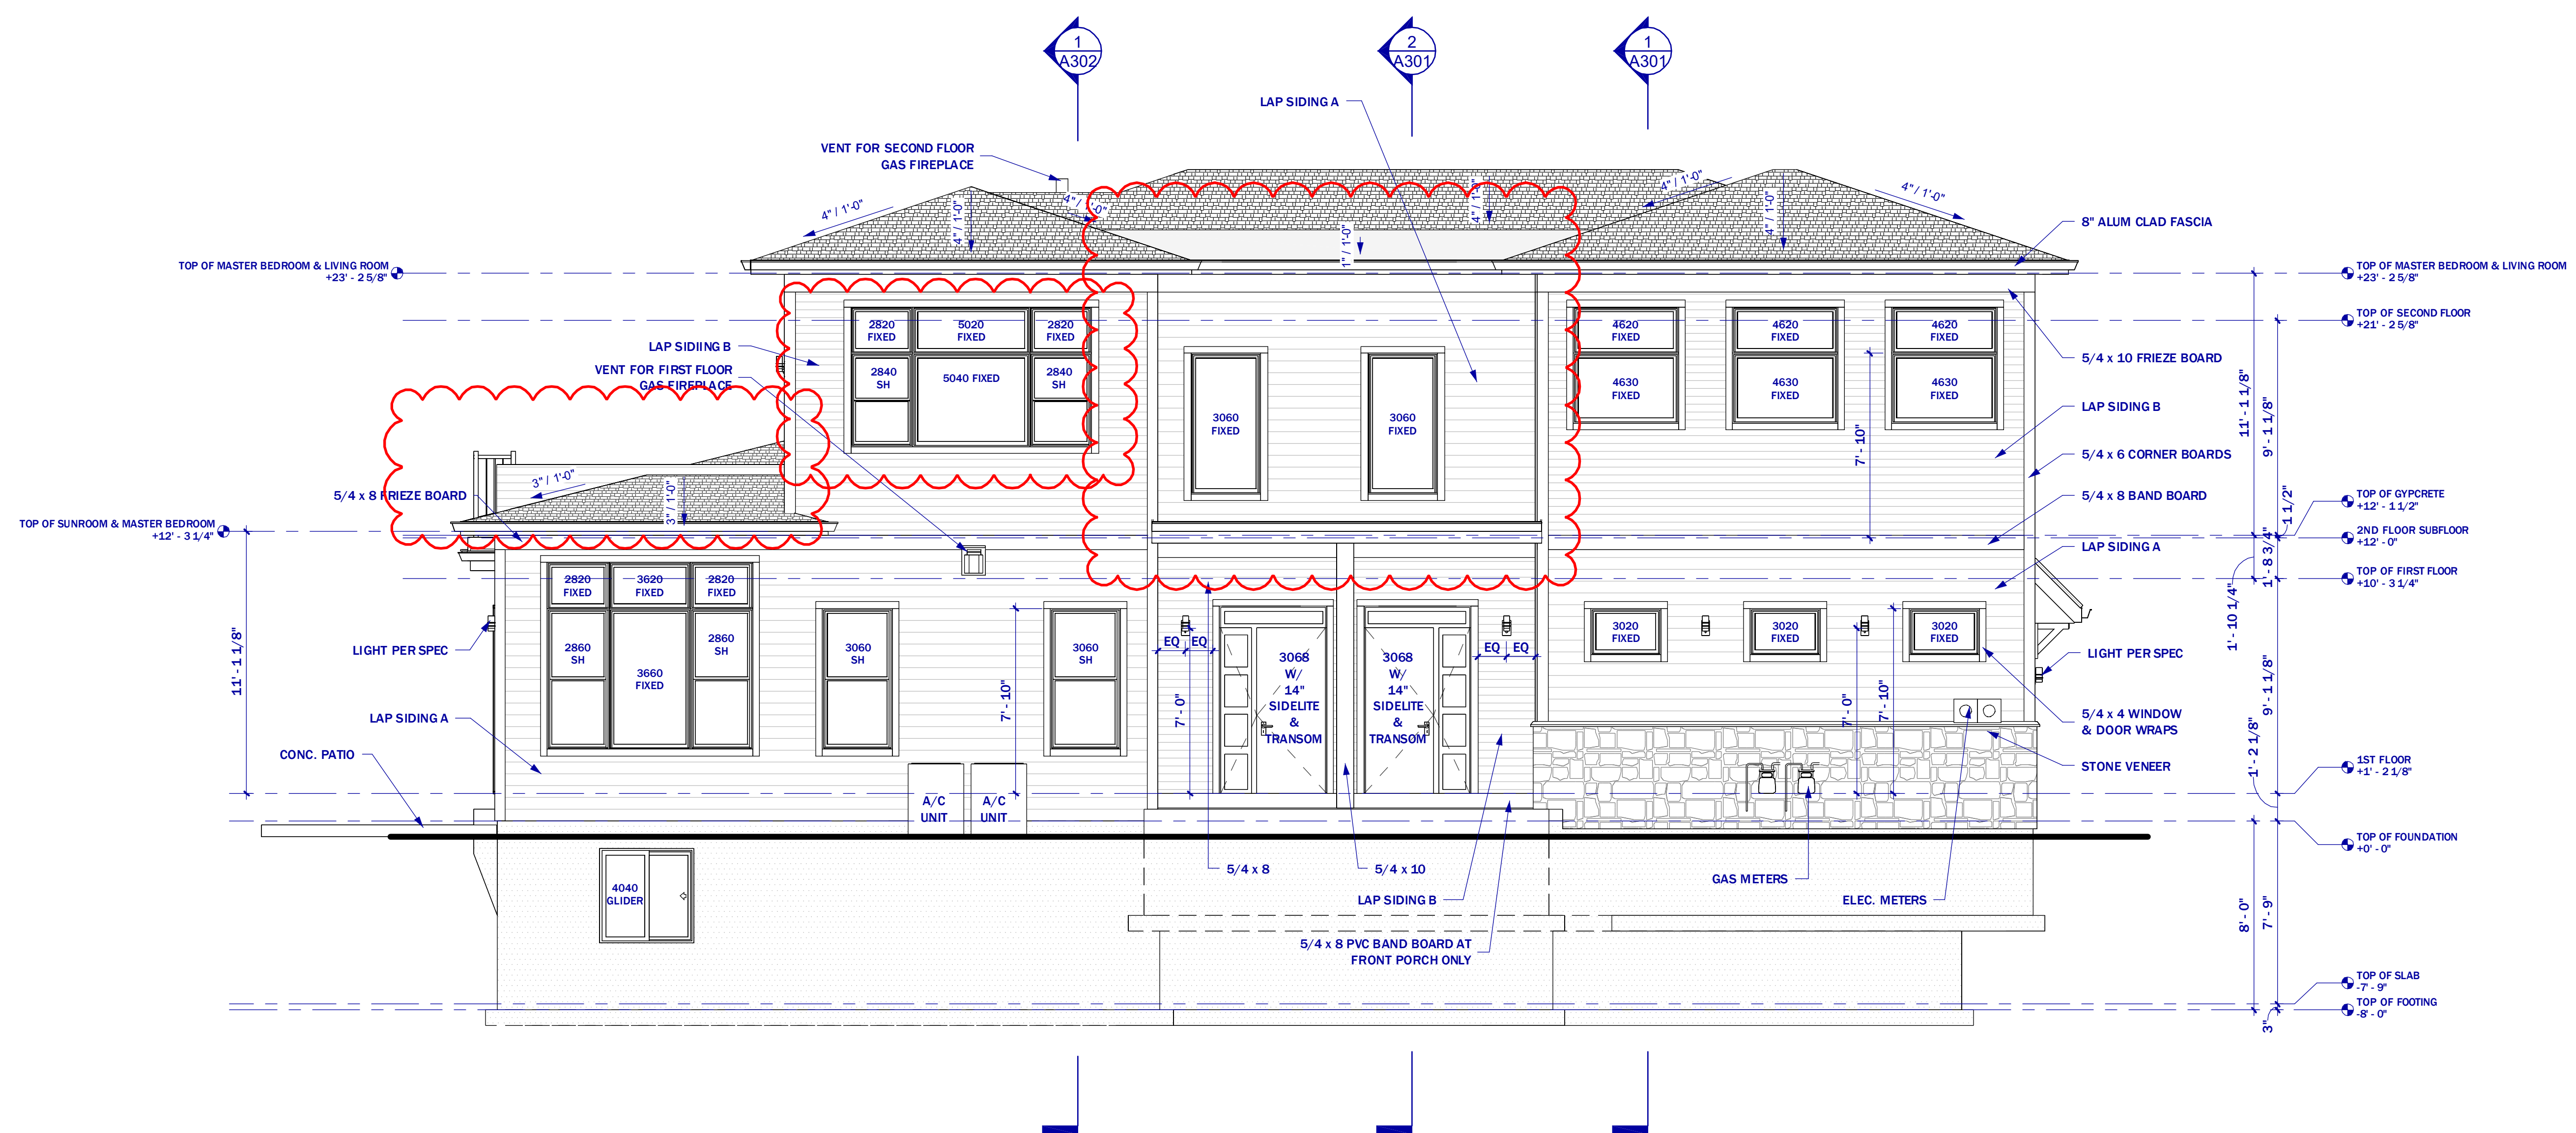 1
A302
2
A301
1
A301
LAP SIDING A
VENT FOR SECOND FLOOR
GAS FIREPLACE
4" / 1'-0"
4" / 1'-0"
4" / 1'-0"
4" / 1'-0"
1" / 1'-0"
4" / 1'-0"
4" / 1'-0"
4" / 1'-0"
8" ALUM CLAD FASCIA
TOP OF MASTER BEDROOM & LIVING ROOM
+23' - 2 5/8"
TOP OF MASTER BEDROOM & LIVING ROOM
+23' - 2 5/8"
TOP OF SECOND FLOOR
+21' - 2 5/8"
2820
FIXED
5020
FIXED
2820
FIXED
4620
FIXED
4620
FIXED
4620
FIXED
LAP SIDIING B
VENT FOR FIRST FLOOR
GAS FIREPLACE
2840
SH
5040 FIXED
2840
SH
4630
FIXED
4630
FIXED
4630
FIXED
5/4 x 10 FRIEZE BOARD
LAP SIDING B
3060
FIXED
3060
FIXED
7' - 10"
11' - 1 1/8"
9' - 1 1/8"
5/4 x 6 CORNER BOARDS
5/4 x 8 BAND BOARD
3" / 1'-0"
3" / 1'-0"
5/4 x 8 FRIEZE BOARD
TOP OF SUNROOM & MASTER BEDROOM
+12' - 3 1/4"
1 1/2"
TOP OF GYPCRETE
+12' - 1 1/2"
2ND FLOOR SUBFLOOR
+12' - 0"
LAP SIDING A
1' - 8 3/4"
TOP OF FIRST FLOOR
+10' - 3 1/4"
1' - 10 1/4"
2820
FIXED
3620
FIXED
2820
FIXED
2860
SH
3660
FIXED
2860
SH
3060
SH
3060
SH
EQ
EQ
EQ
EQ
3020
FIXED
3020
FIXED
3020
FIXED
LIGHT PER SPEC
LIGHT PER SPEC
11' - 1 1/8"
7' - 10"
7' - 0"
3068
W/
14"
SIDELITE
&
TRANSOM
3068
W/
14"
SIDELITE
&
TRANSOM
7' - 0"
7' - 10"
9' - 1 1/8"
1' - 2 1/8"
LAP SIDING A
5/4 x 4 WINDOW
& DOOR WRAPS
CONC. PATIO
STONE VENEER
1ST FLOOR
+1' - 2 1/8"
A/C
UNIT
A/C
UNIT
TOP OF FOUNDATION
+0' - 0"
4040
GLIDER
5/4 x 8
5/4 x 10
GAS METERS
LAP SIDING B
ELEC. METERS
8' - 0"
7' - 9"
5/4 x 8 PVC BAND BOARD AT
FRONT PORCH ONLY
TOP OF SLAB
-7' - 9"
TOP OF FOOTING
-8' - 0"
3"